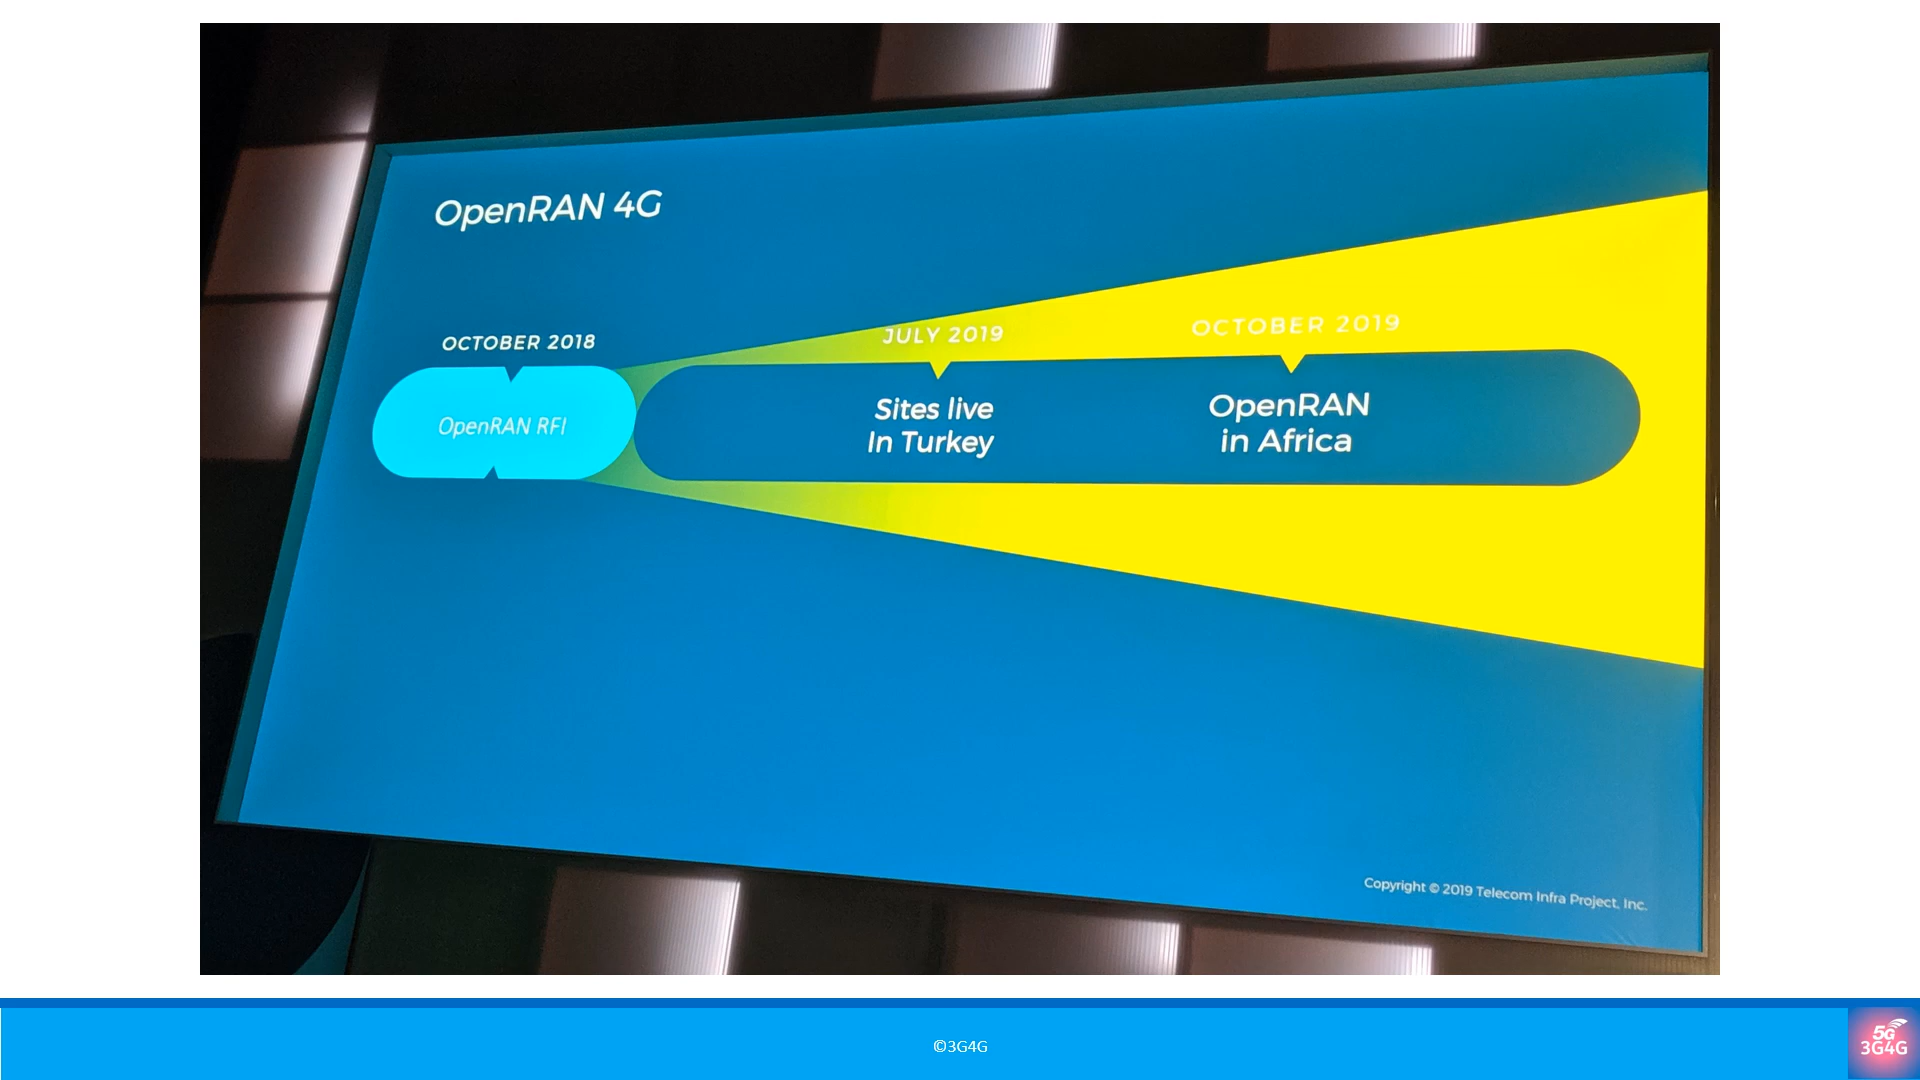 OpenRAN 4G
OCTOBER 2018
OpenRAN RFI
JULY 2019
Sites live
In Turkey
OCTOBER 2019
OpenRAN
in Africa
Copyright © 2019 Telecom Infra Project, Inc.
©3G4G
5G
3G4G